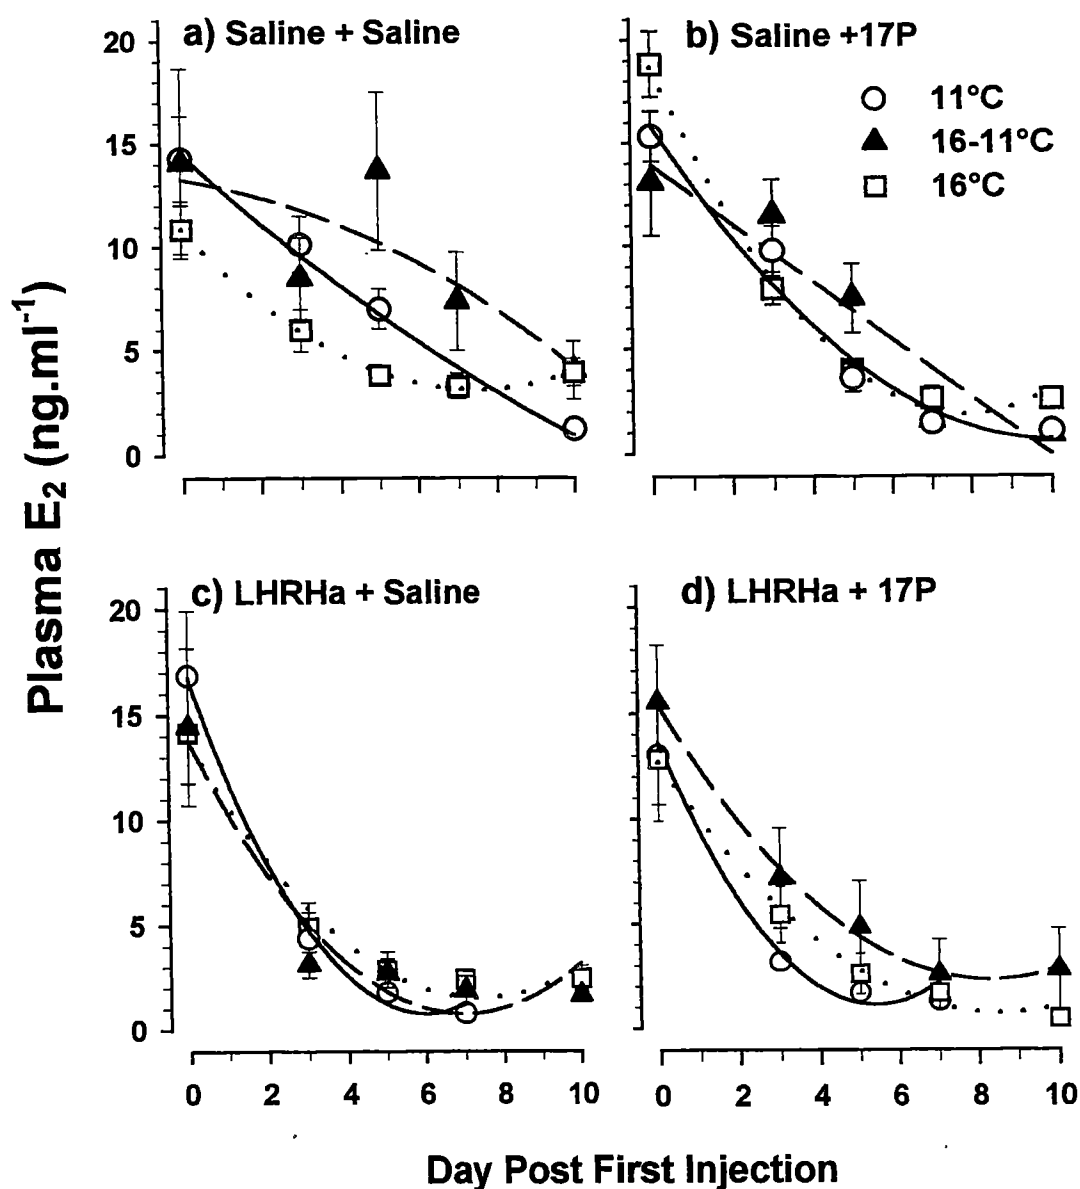 a) Saline + Saline
b) Saline +17P
11°C
16-11°C
16°C
20
15
10
5
0
Plasma E₂ (ng.ml⁻¹)
c) LHRHa + Saline
d) LHRHa + 17P
20
15
10
5
0
0 2 4 6 8 10
0 2 4 6 8 10
Day Post First Injection